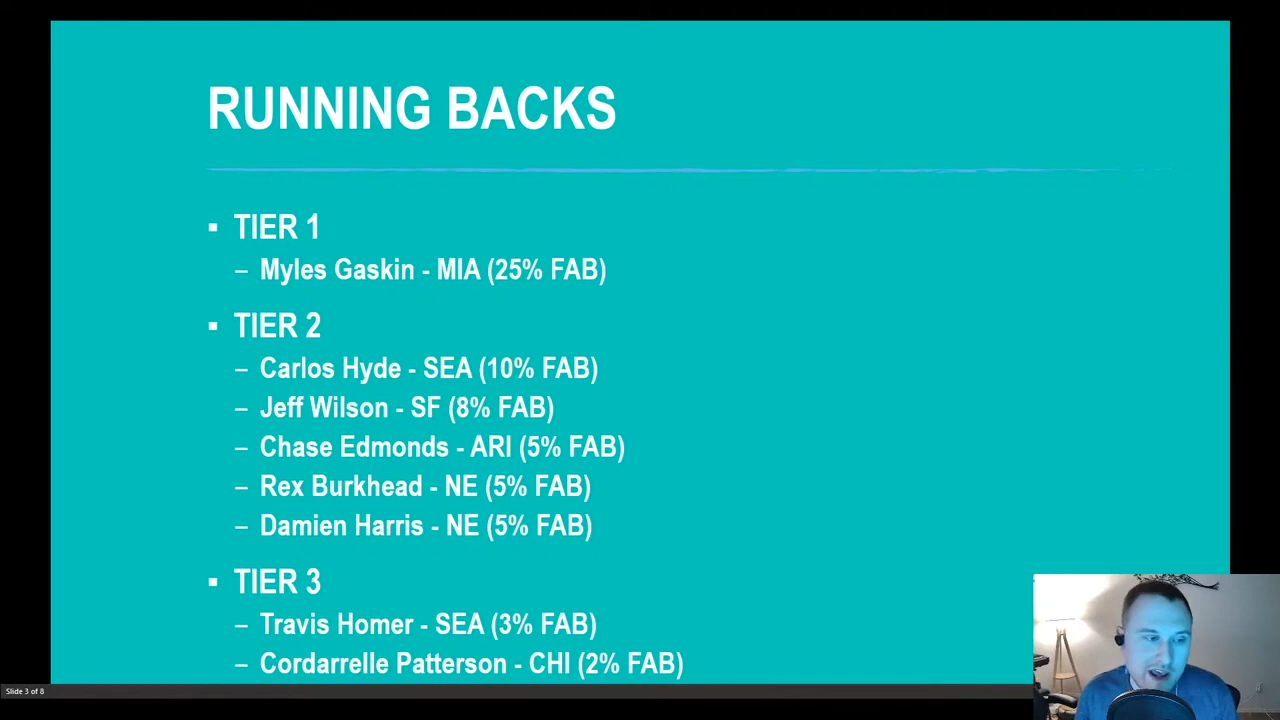 RUNNING BACKS
▪ TIER 1
– Myles Gaskin - MIA (25% FAB)
▪ TIER 2
– Carlos Hyde - SEA (10% FAB)
– Jeff Wilson - SF (8% FAB)
– Chase Edmonds - ARI (5% FAB)
– Rex Burkhead - NE (5% FAB)
– Damien Harris - NE (5% FAB)
▪ TIER 3
– Travis Homer - SEA (3% FAB)
– Cordarrelle Patterson - CHI (2% FAB)
Slide 3 of 8